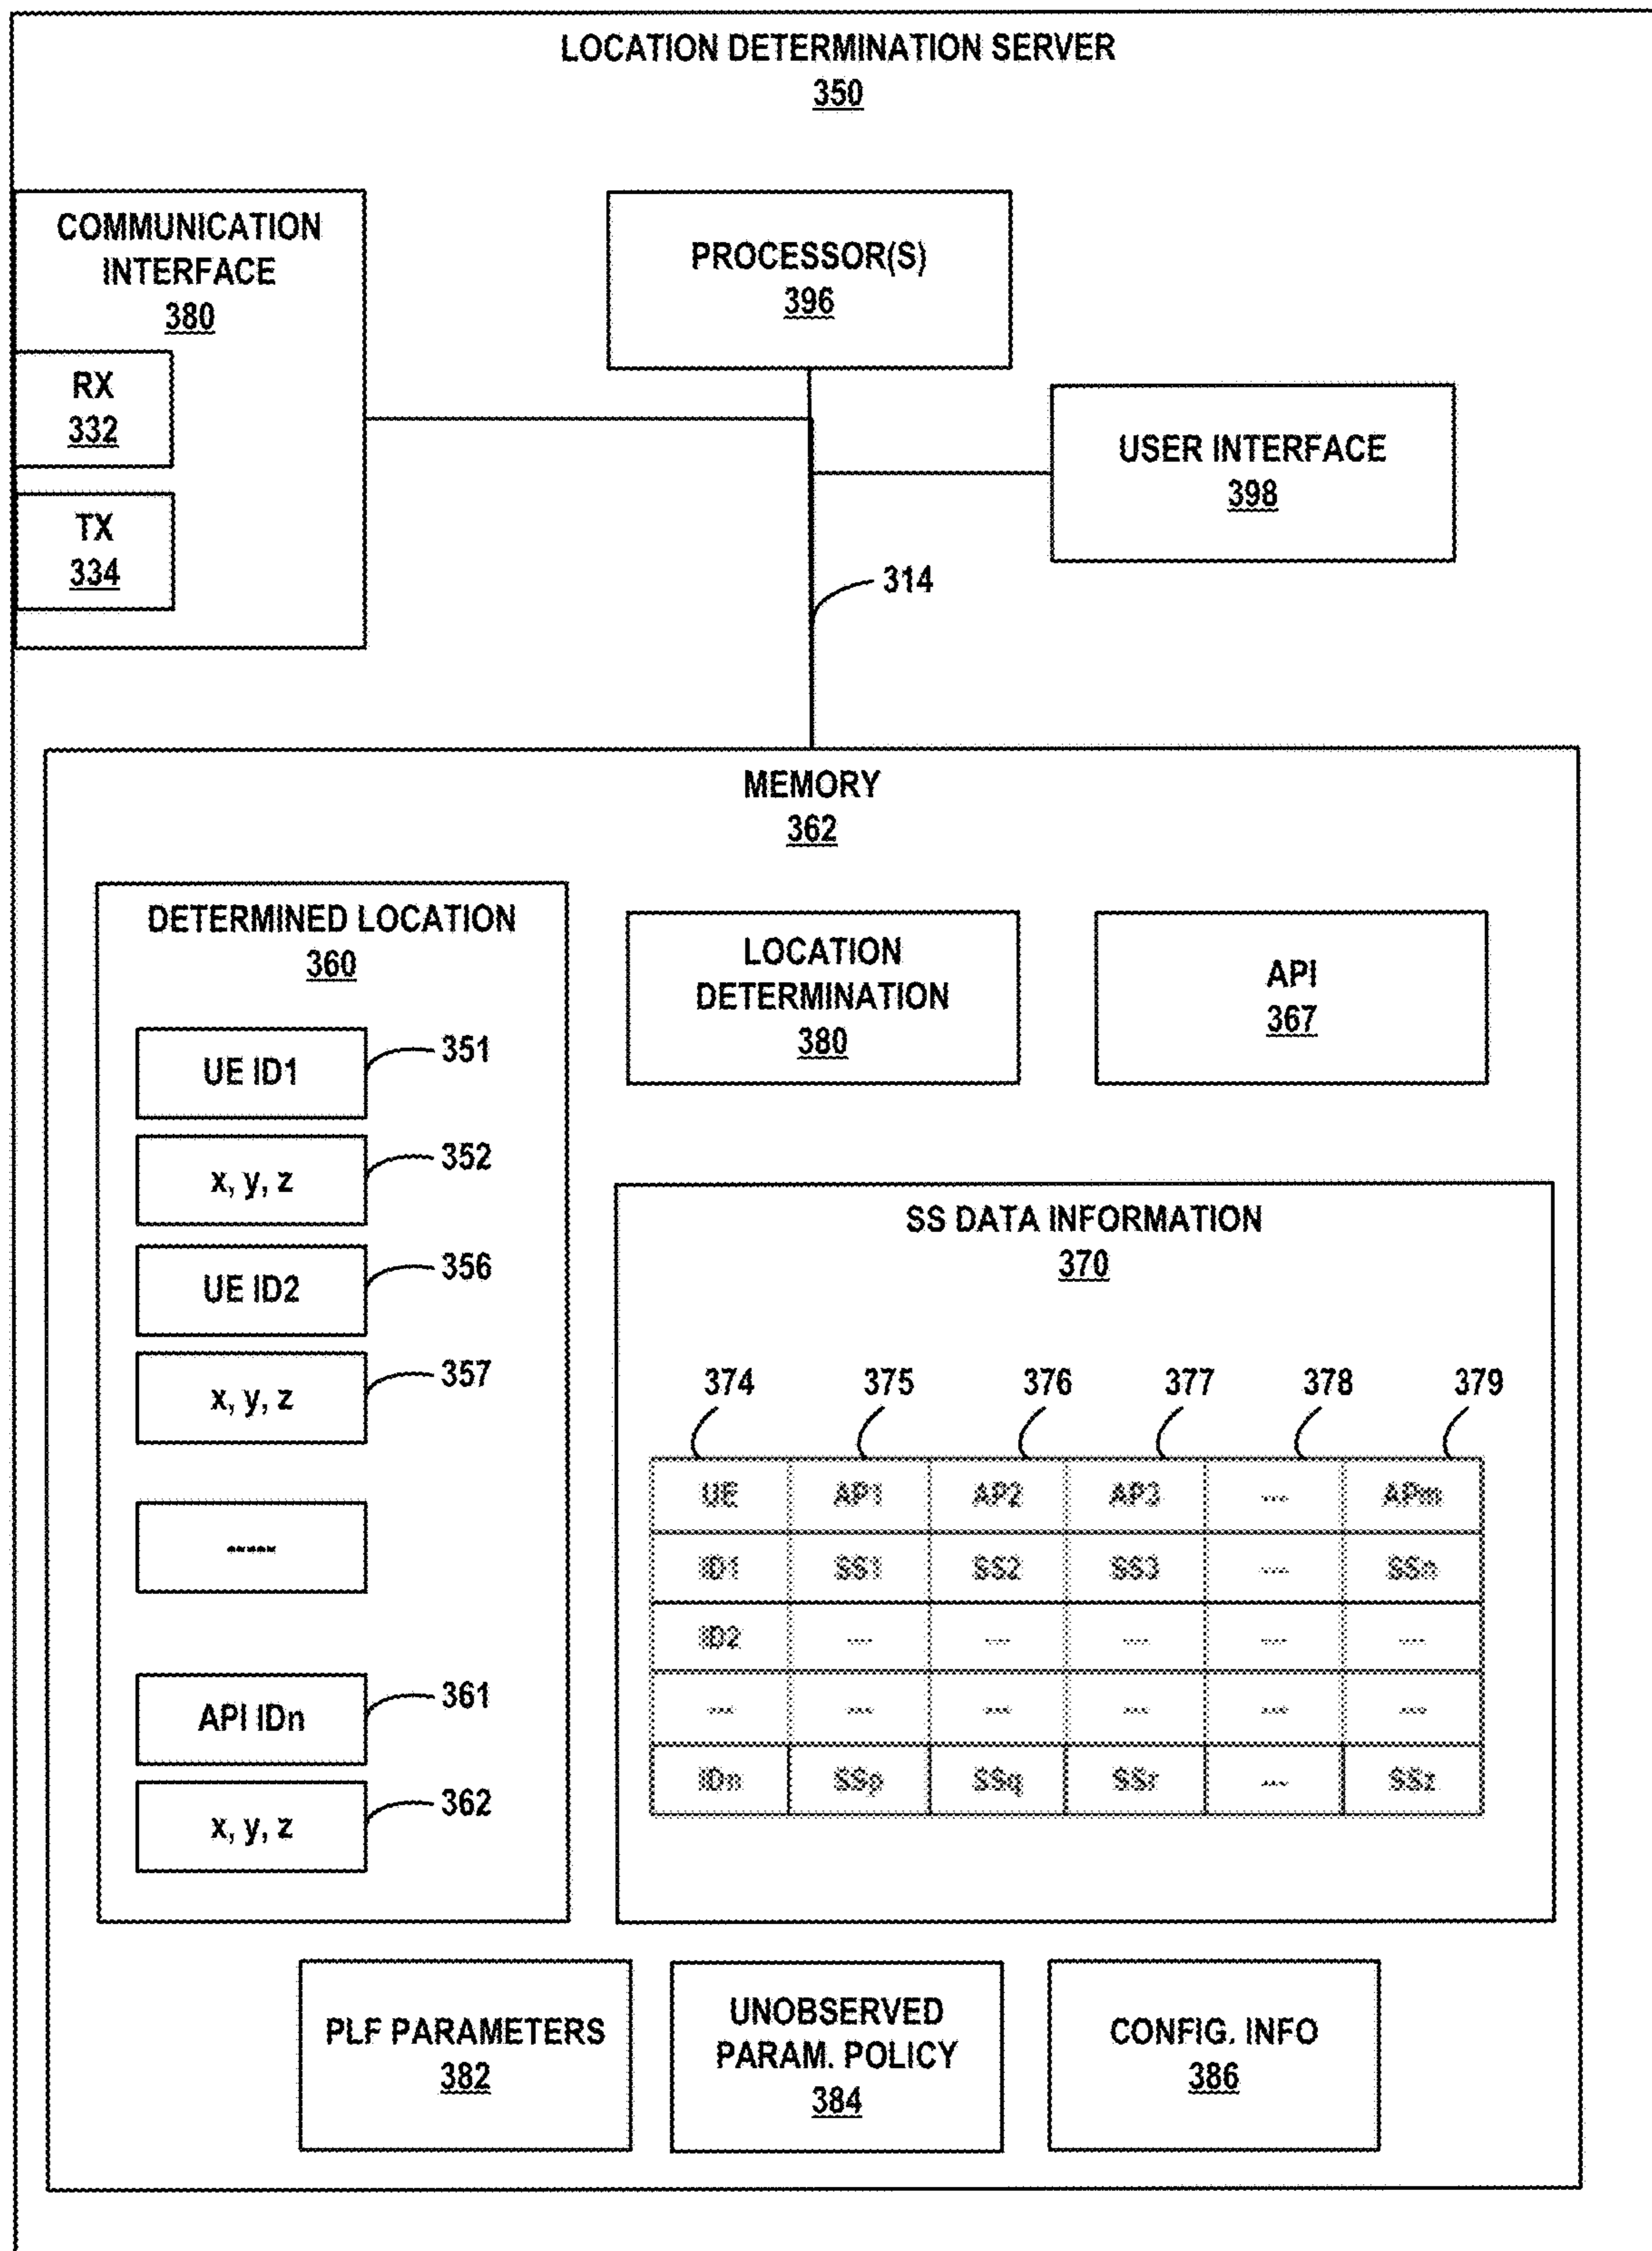 LOCATION DETERMINATION SERVER
350
COMMUNICATION
INTERFACE
380
RX
332
TX
334
PROCESSOR(S)
396
USER INTERFACE
398
314
MEMORY
362
DETERMINED LOCATION
360
UE ID1
351
x, y, z
352
UE ID2
356
x, y, z
357
-----
API IDn
361
x, y, z
362
LOCATION
DETERMINATION
380
API
367
SS DATA INFORMATION
370
374 375 376 377 378 379
UE AP1 AP2 AP3 ... APm
ID1 SS1 SS2 SS3 ... SSn
ID2 ... ... ... ... ...
... ... ... ... ... ...
IDn SSp SSq SSr ... SSz
PLF PARAMETERS
382
UNOBSERVED
PARAM. POLICY
384
CONFIG. INFO
386